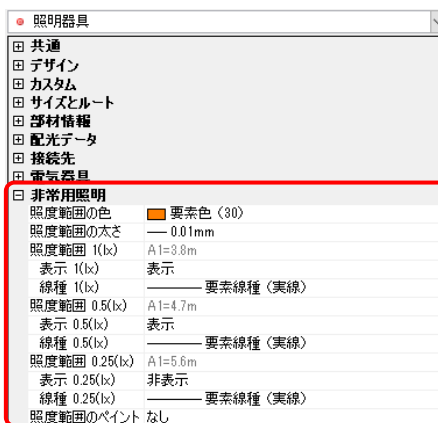 照明器具
共通
デザイン
カスタム
サイズとルート
部材情報
配光データ
接続先
電気器具
非常用照明
照度範囲の色 要素色（30）
照度範囲の太さ 0.01mm
照度範囲 1(lx) A1=3.8m
表示 1(lx) 表示
線種 1(lx) 要素線種（実線）
照度範囲 0.5(lx) A1=4.7m
表示 0.5(lx) 表示
線種 0.5(lx) 要素線種（実線）
照度範囲 0.25(lx) A1=5.6m
表示 0.25(lx) 非表示
線種 0.25(lx) 要素線種（実線）
照度範囲のペイント なし